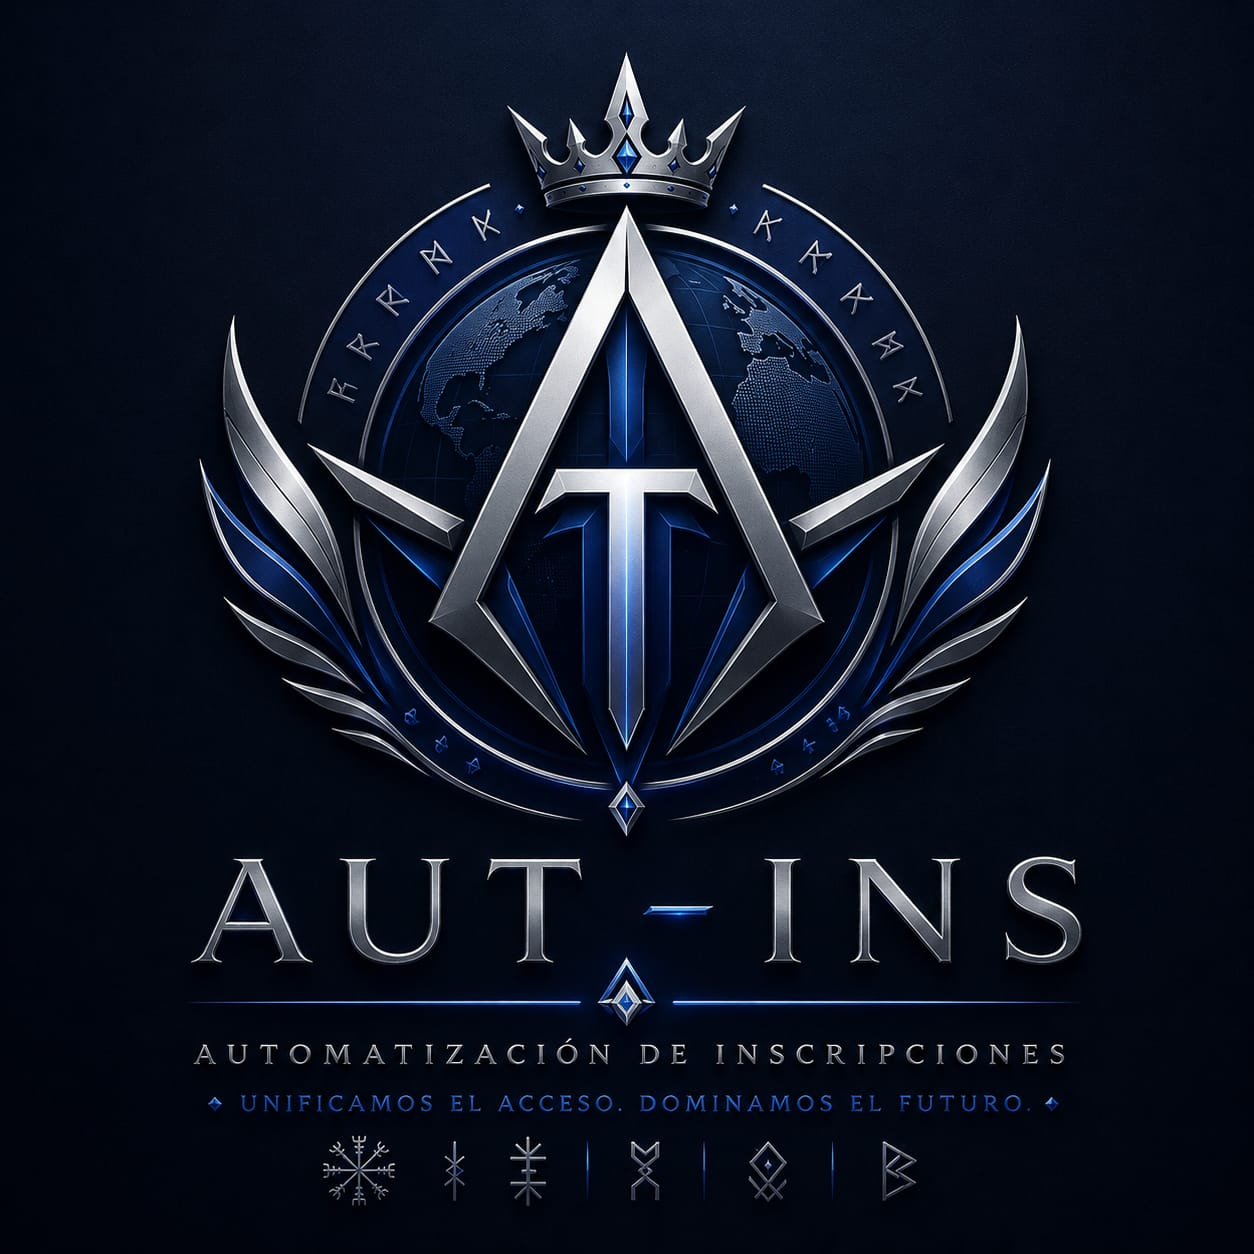 AUT - INS
AUTOMATIZACIÓN DE INSCRIPCIONES
UNIFICAMOS EL ACCESO. DOMINAMOS EL FUTURO.